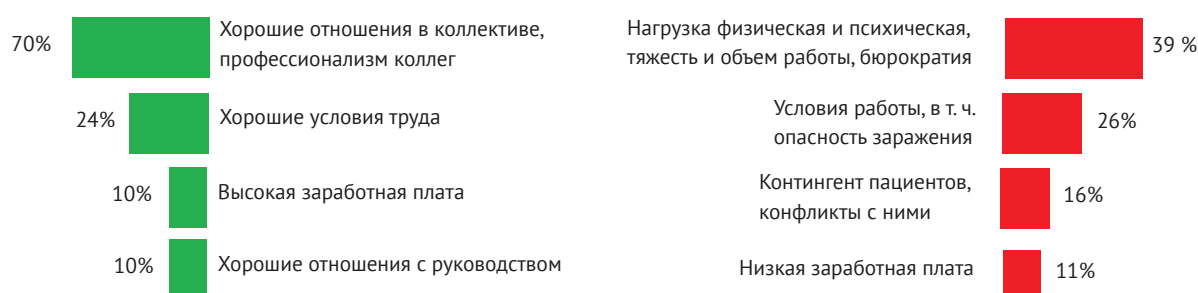 70%
Хорошие отношения в коллективе,
профессионализм коллег
24%
Хорошие условия труда
10%
Высокая заработная плата
10%
Хорошие отношения с руководством
Нагрузка физическая и психическая,
тяжесть и объем работы, бюрократия
39 %
Условия работы, в т. ч.
опасность заражения
26%
Контингент пациентов,
конфликты с ними
16%
Низкая заработная плата
11%